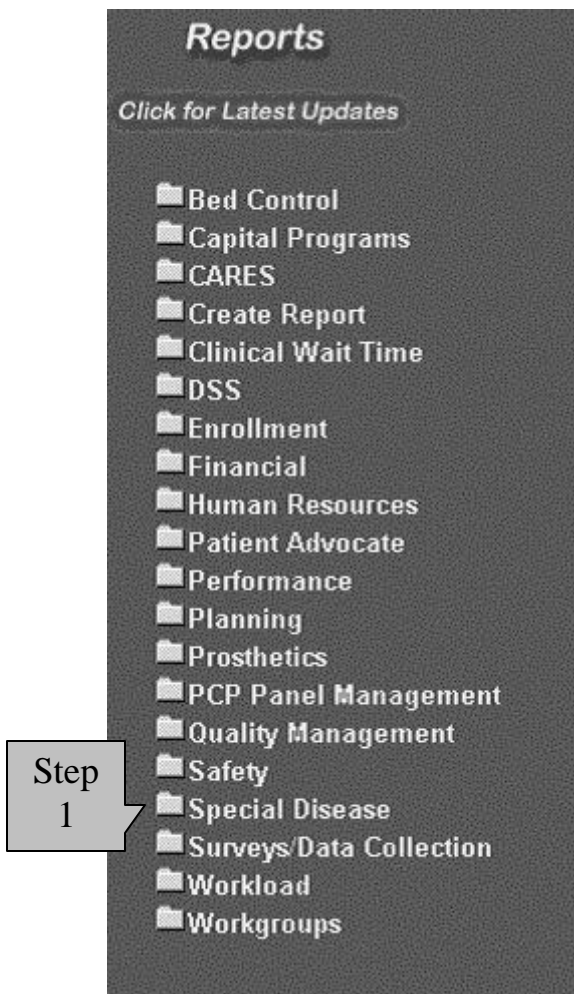 Reports
Click for Latest Updates
Bed Control
Capital Programs
CARES
Create Report
Clinical Wait Time
DSS
Enrollment
Financial
Human Resources
Patient Advocate
Performance
Planning
Prosthetics
PCP Panel Management
Quality Management
Safety
Step
1
Special Disease
Surveys/Data Collection
Workload
Workgroups